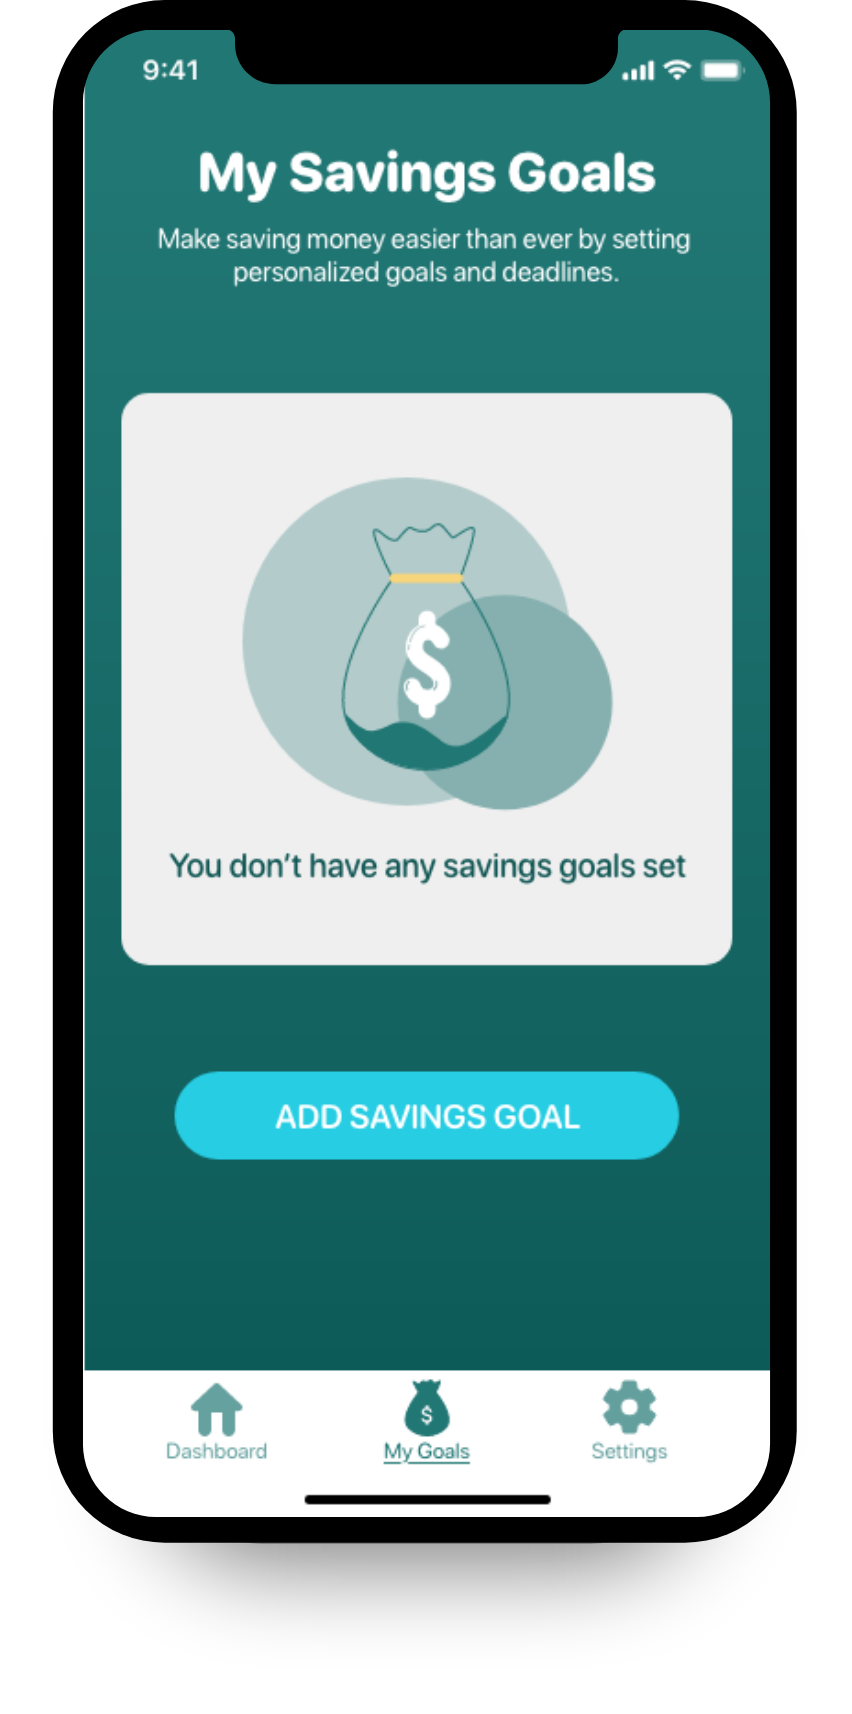 9:41
My Savings Goals
Make saving money easier than ever by setting
personalized goals and deadlines.
$
You don’t have any savings goals set
ADD SAVINGS GOAL
$
Dashboard
My Goals
Settings